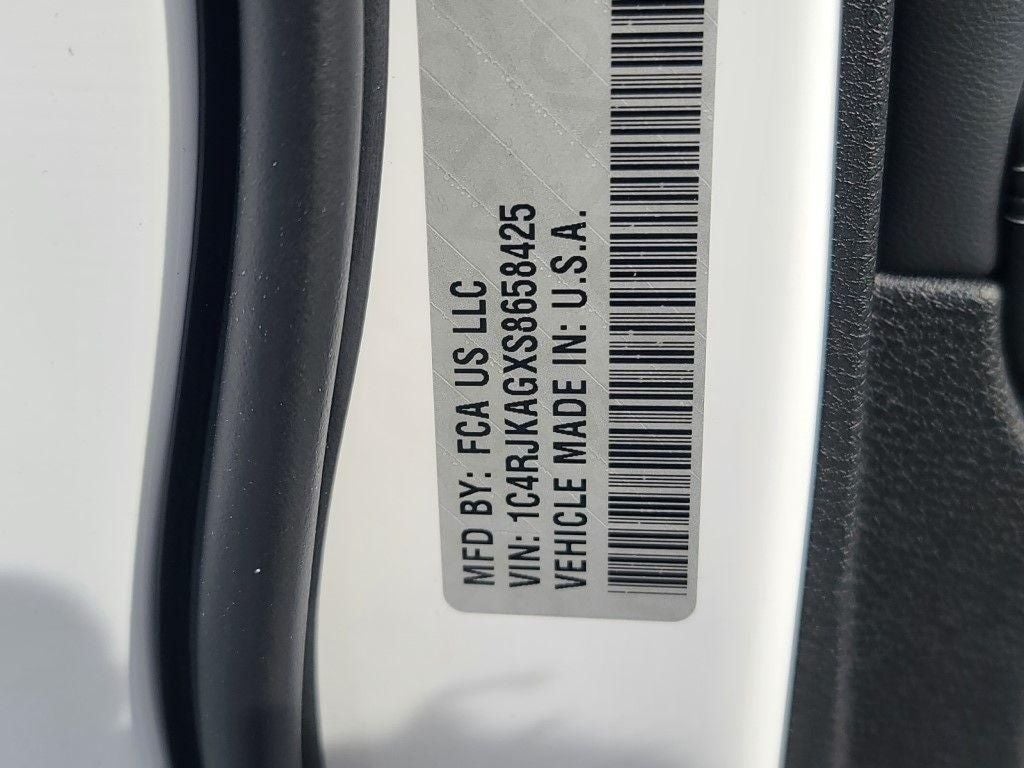 MFD BY: FCA US LLC
VIN: 1C4RJKAGXS8658425
VEHICLE MADE IN: U.S.A.